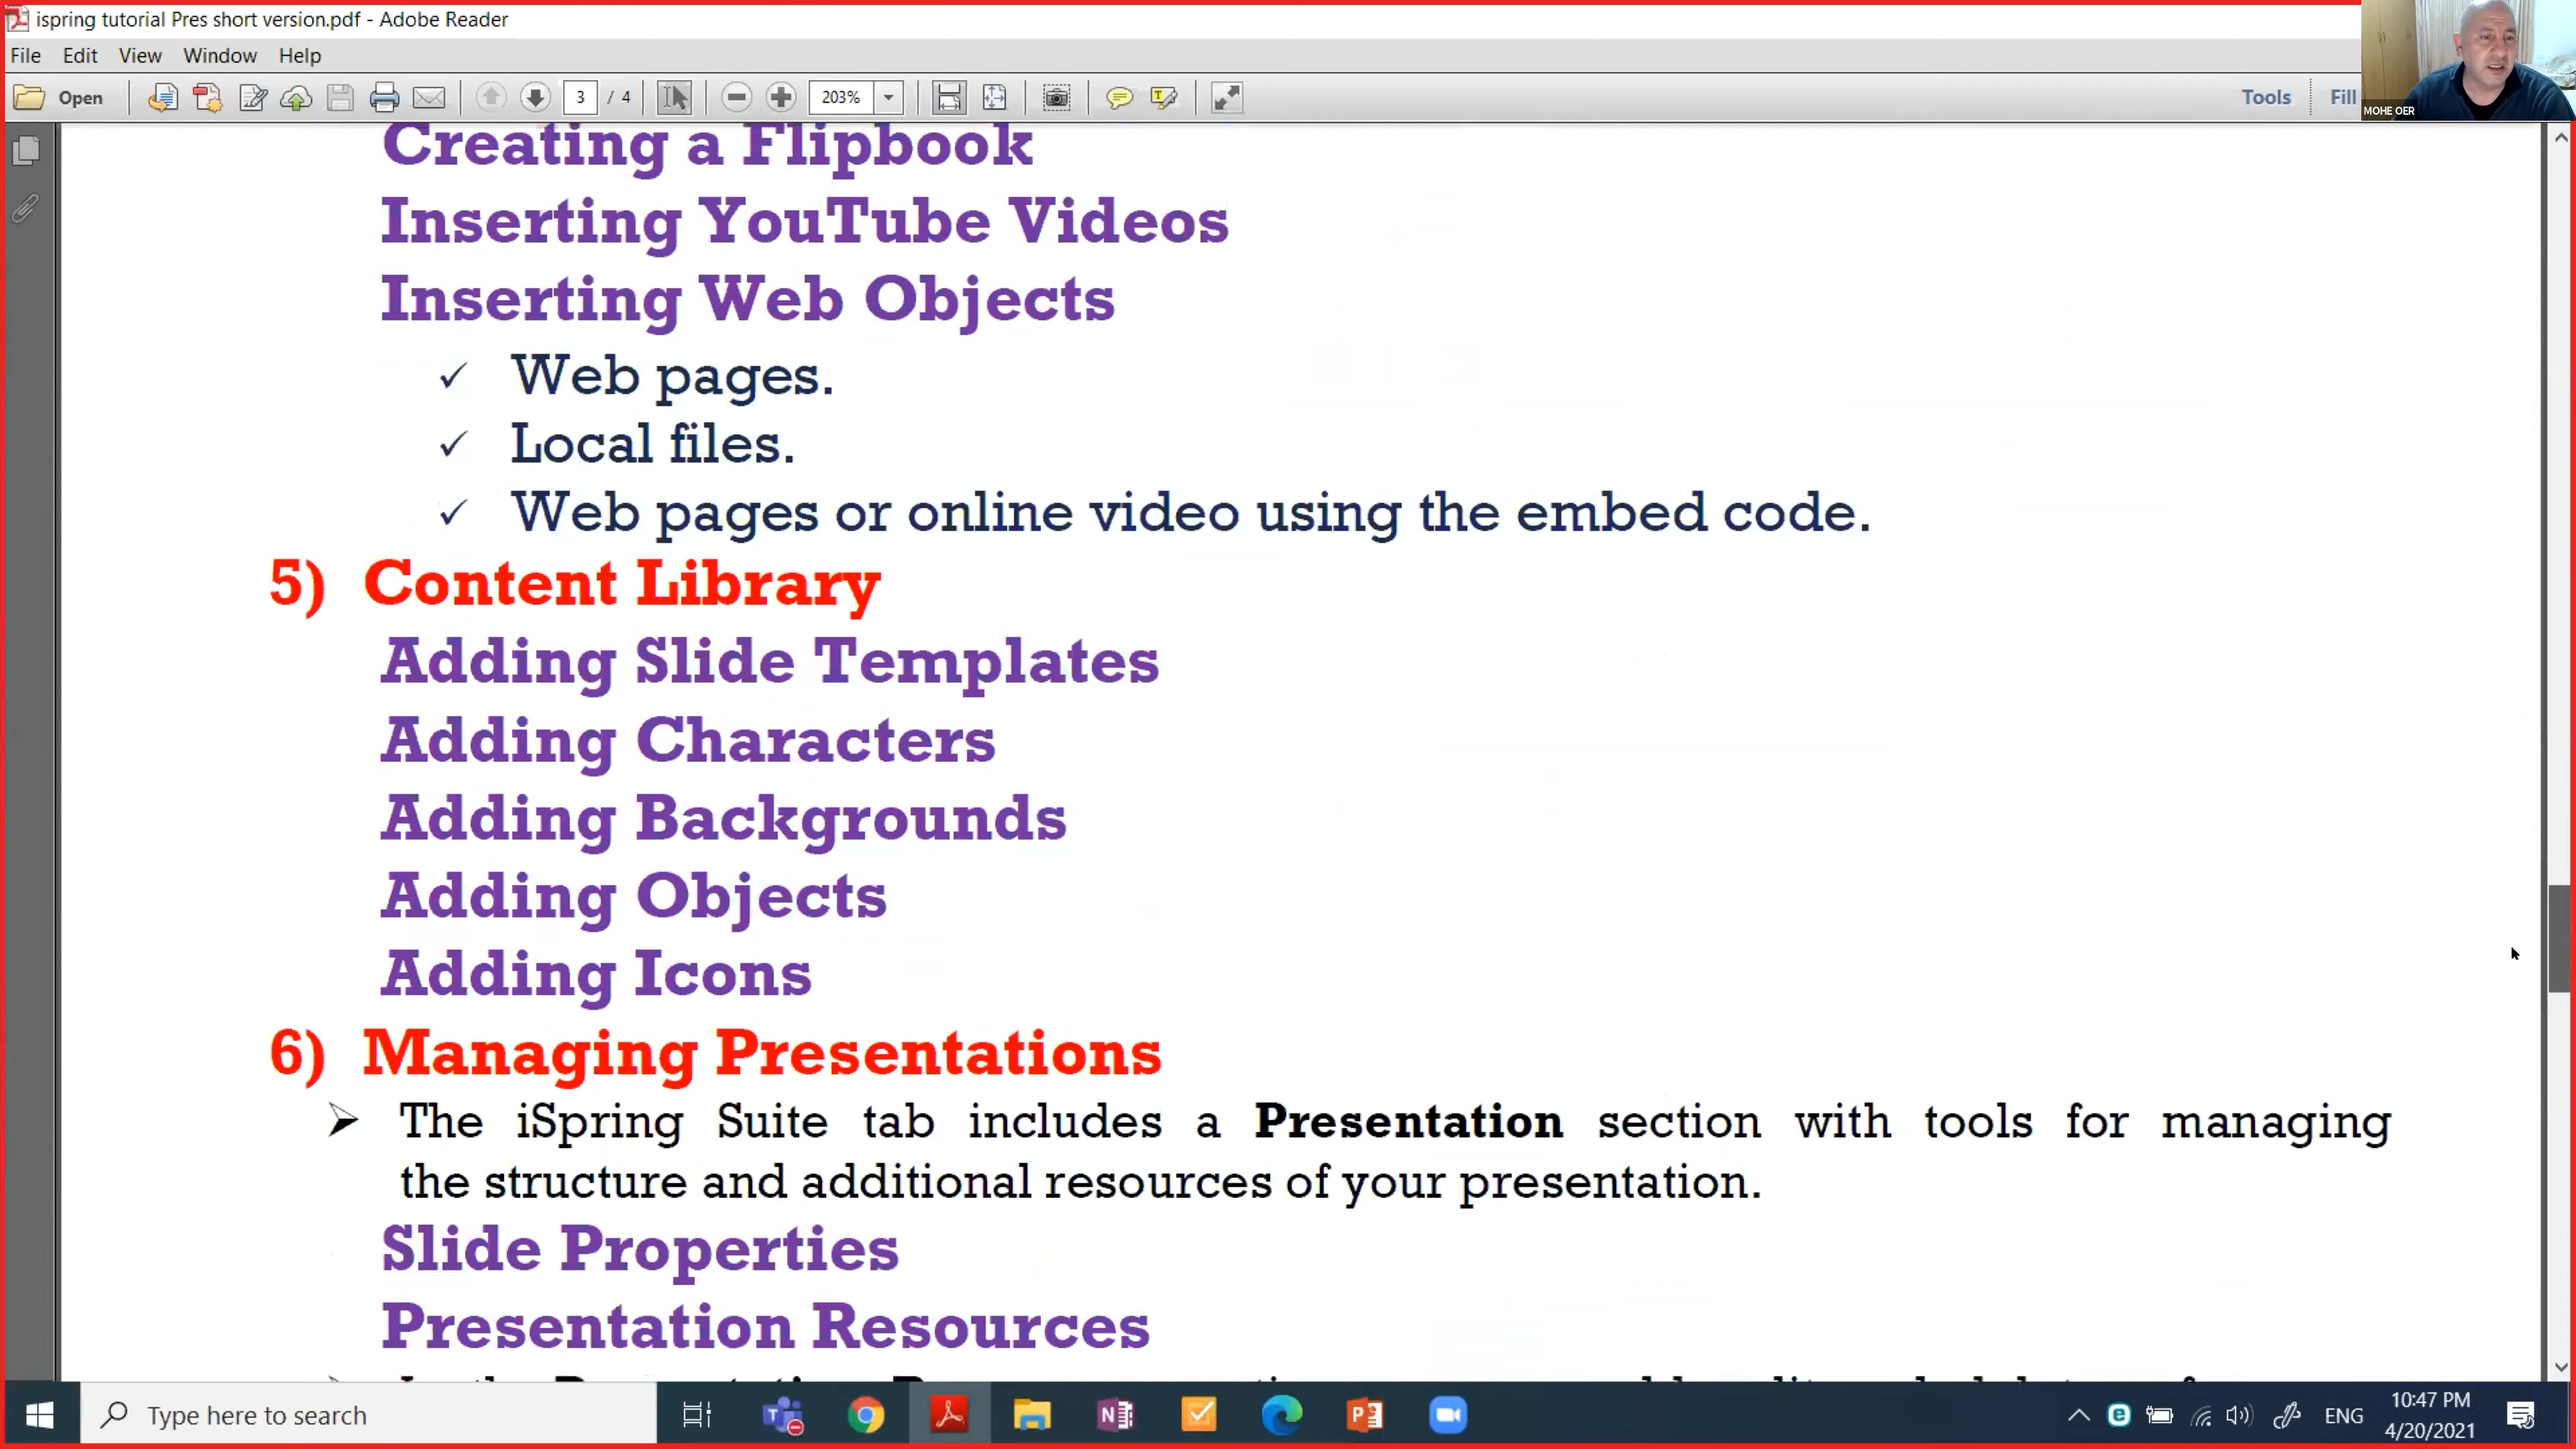 ispring tutorial Pres short version.pdf - Adobe Reader
File Edit View Window Help
Open 3 / 4 203% Tools Fill
MOHE OER
Creating a Flipbook
Inserting YouTube Videos
Inserting Web Objects
✓ Web pages.
✓ Local files.
✓ Web pages or online video using the embed code.
5) Content Library
Adding Slide Templates
Adding Characters
Adding Backgrounds
Adding Objects
Adding Icons
6) Managing Presentations
➢ The iSpring Suite tab includes a Presentation section with tools for managing
the structure and additional resources of your presentation.
Slide Properties
Presentation Resources
Type here to search
ENG
10:47 PM
4/20/2021